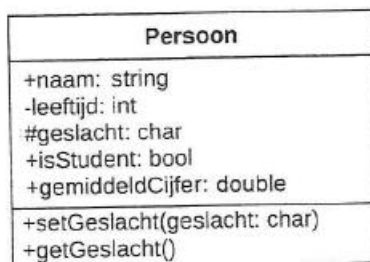 Persoon
+naam: string
-leeftijd: int
#geslacht: char
+isStudent: bool
+gemiddeldCijfer: double
+setGeslacht(geslacht: char)
+getGeslacht()